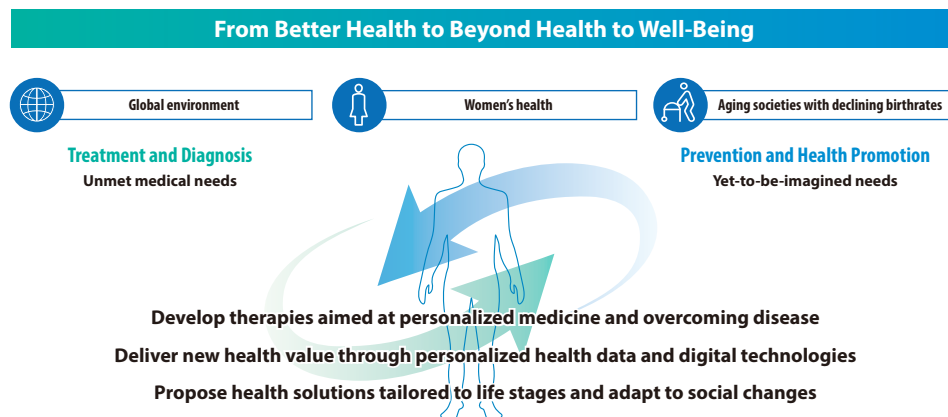 From Better Health to Beyond Health to Well-Being
Global environment
Women's health
Aging societies with declining birthrates
Treatment and Diagnosis
Unmet medical needs
Prevention and Health Promotion
Yet-to-be-imagined needs
Develop therapies aimed at personalized medicine and overcoming disease
Deliver new health value through personalized health data and digital technologies
Propose health solutions tailored to life stages and adapt to social changes